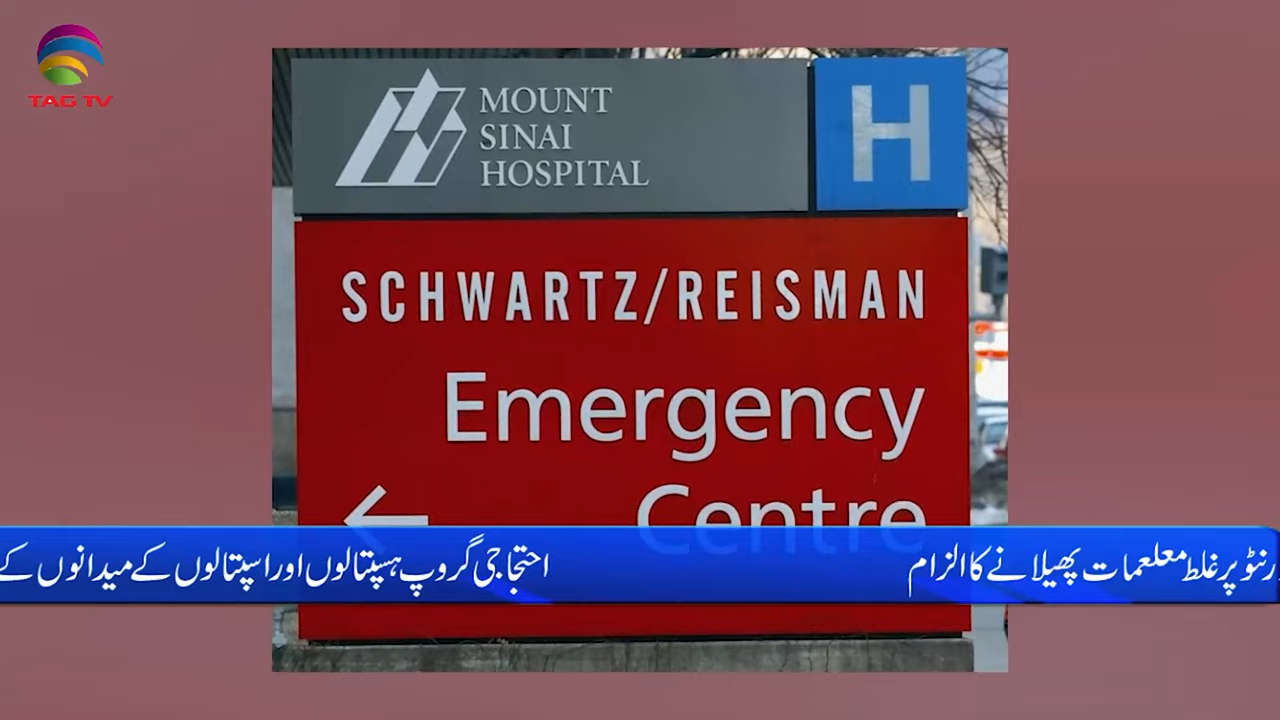 TAG TV
MOUNT
SINAI
HOSPITAL
H
SCHWARTZ/REISMAN
Emergency
Centre
رنٹو پر غلط معلعمات پھیلانے کا الزام
احتجاجی گروپ ہسپتالوں اور اسپتالوں کے میدانوں کے